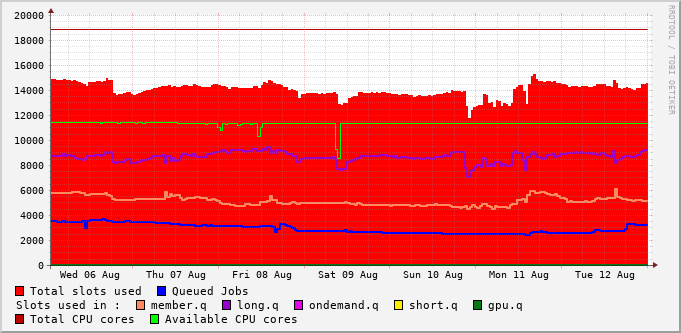 RRDTOOL / TOBI OETIKER
20000
18000
16000
14000
12000
10000
8000
6000
4000
2000
0
Wed 06 Aug Thu 07 Aug Fri 08 Aug Sat 09 Aug Sun 10 Aug Mon 11 Aug Tue 12 Aug
Total slots used Queued Jobs
Slots used in : member.q long.q ondemand.q short.q gpu.q
Total CPU cores Available CPU cores